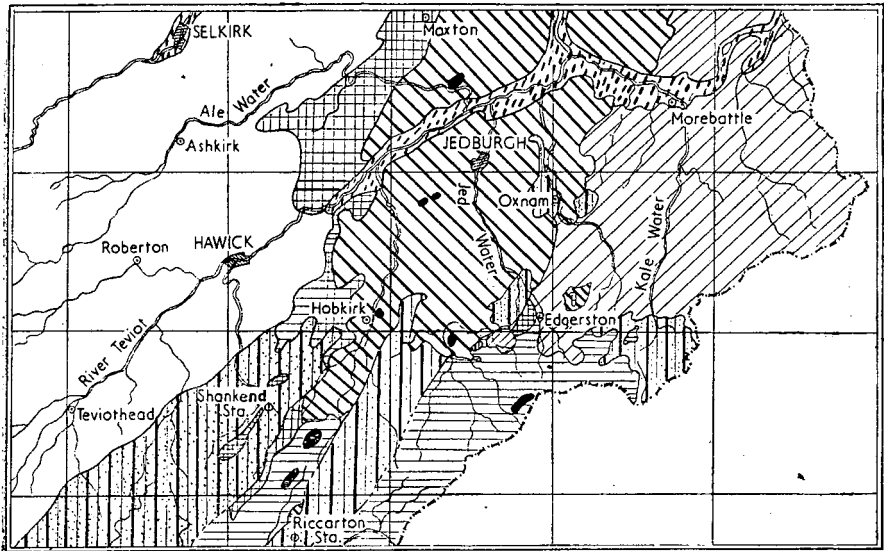 SELKIRK
Maxton
Ale Water
Ashkirk
Morebattle
JEDBURGH
Jed
Water
Oxnam
Kale Water
Roberton
HAWICK
Hobkirk
Edgerston
River Teviot
Shankend
Sta.
Teviothead
Riccarton
Sta.